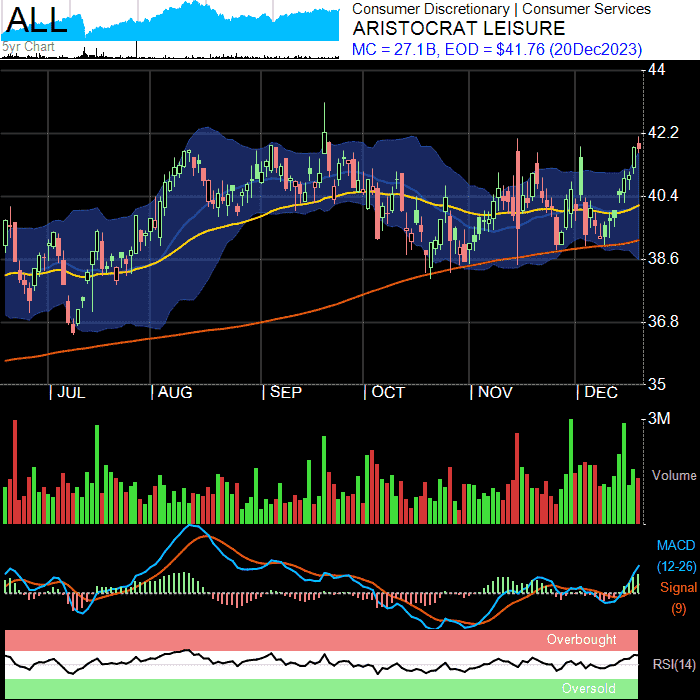 ALL
5yr Chart
Consumer Discretionary | Consumer Services
ARISTOCRAT LEISURE
MC = 27.1B, EOD = $41.76 (20Dec2023)
44
42.2
40.4
38.6
36.8
35
| JUL | AUG | SEP | OCT | NOV | DEC
3M
Volume
MACD
(12-26)
Signal
(9)
Overbought
RSI(14)
Oversold